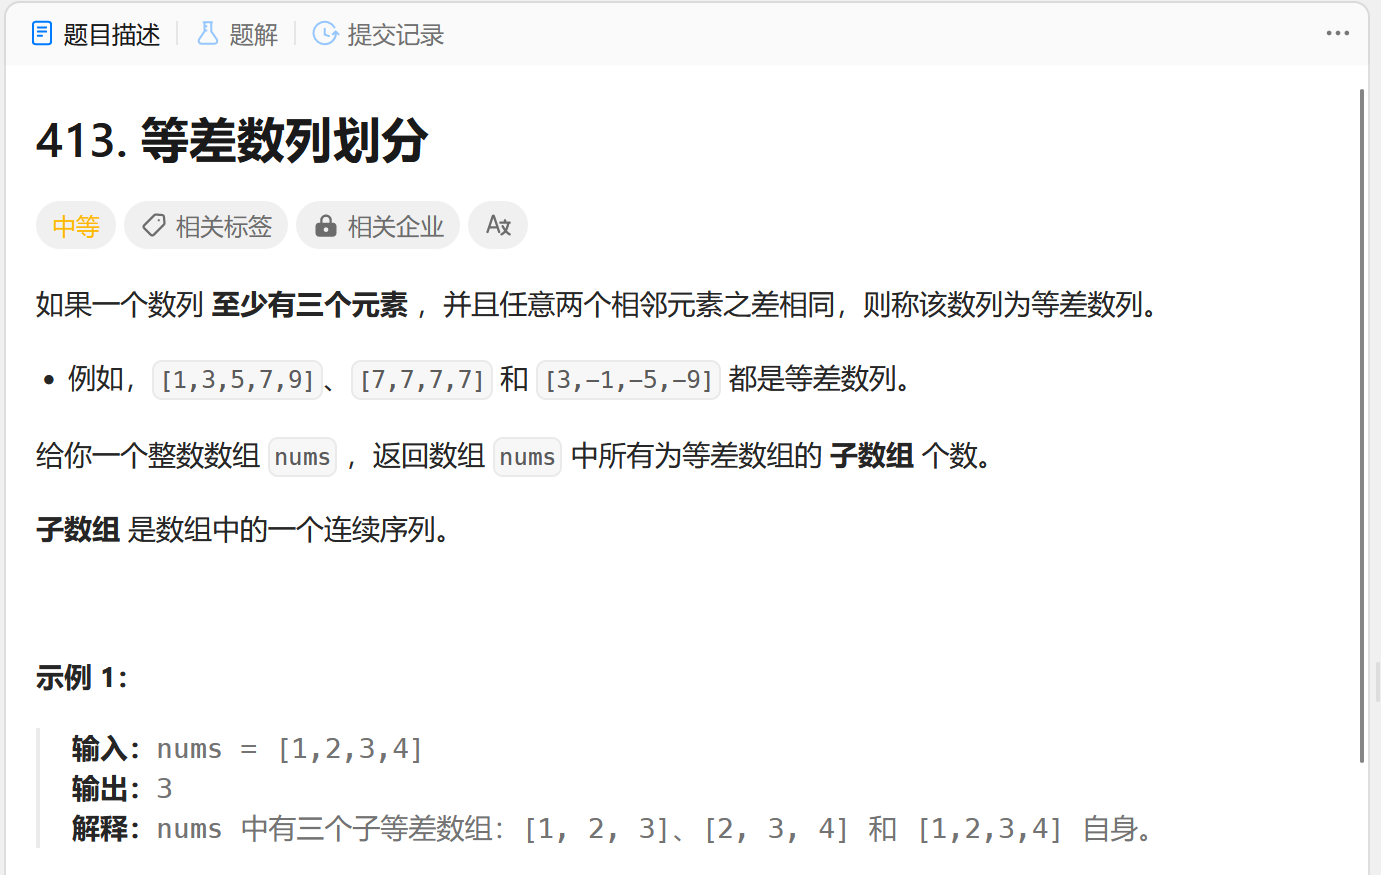 题目描述 题解 提交记录
413. 等差数列划分
中等 相关标签 相关企业
如果一个数列 至少有三个元素 ，并且任意两个相邻元素之差相同，则称该数列为等差数列。
例如，[1,3,5,7,9]、[7,7,7,7] 和 [3,-1,-5,-9] 都是等差数列。
给你一个整数数组 nums ，返回数组 nums 中所有为等差数组的 子数组 个数。
子数组 是数组中的一个连续序列。
示例 1：
输入：nums = [1,2,3,4]
输出：3
解释：nums 中有三个子等差数组：[1, 2, 3]、[2, 3, 4] 和 [1,2,3,4] 自身。